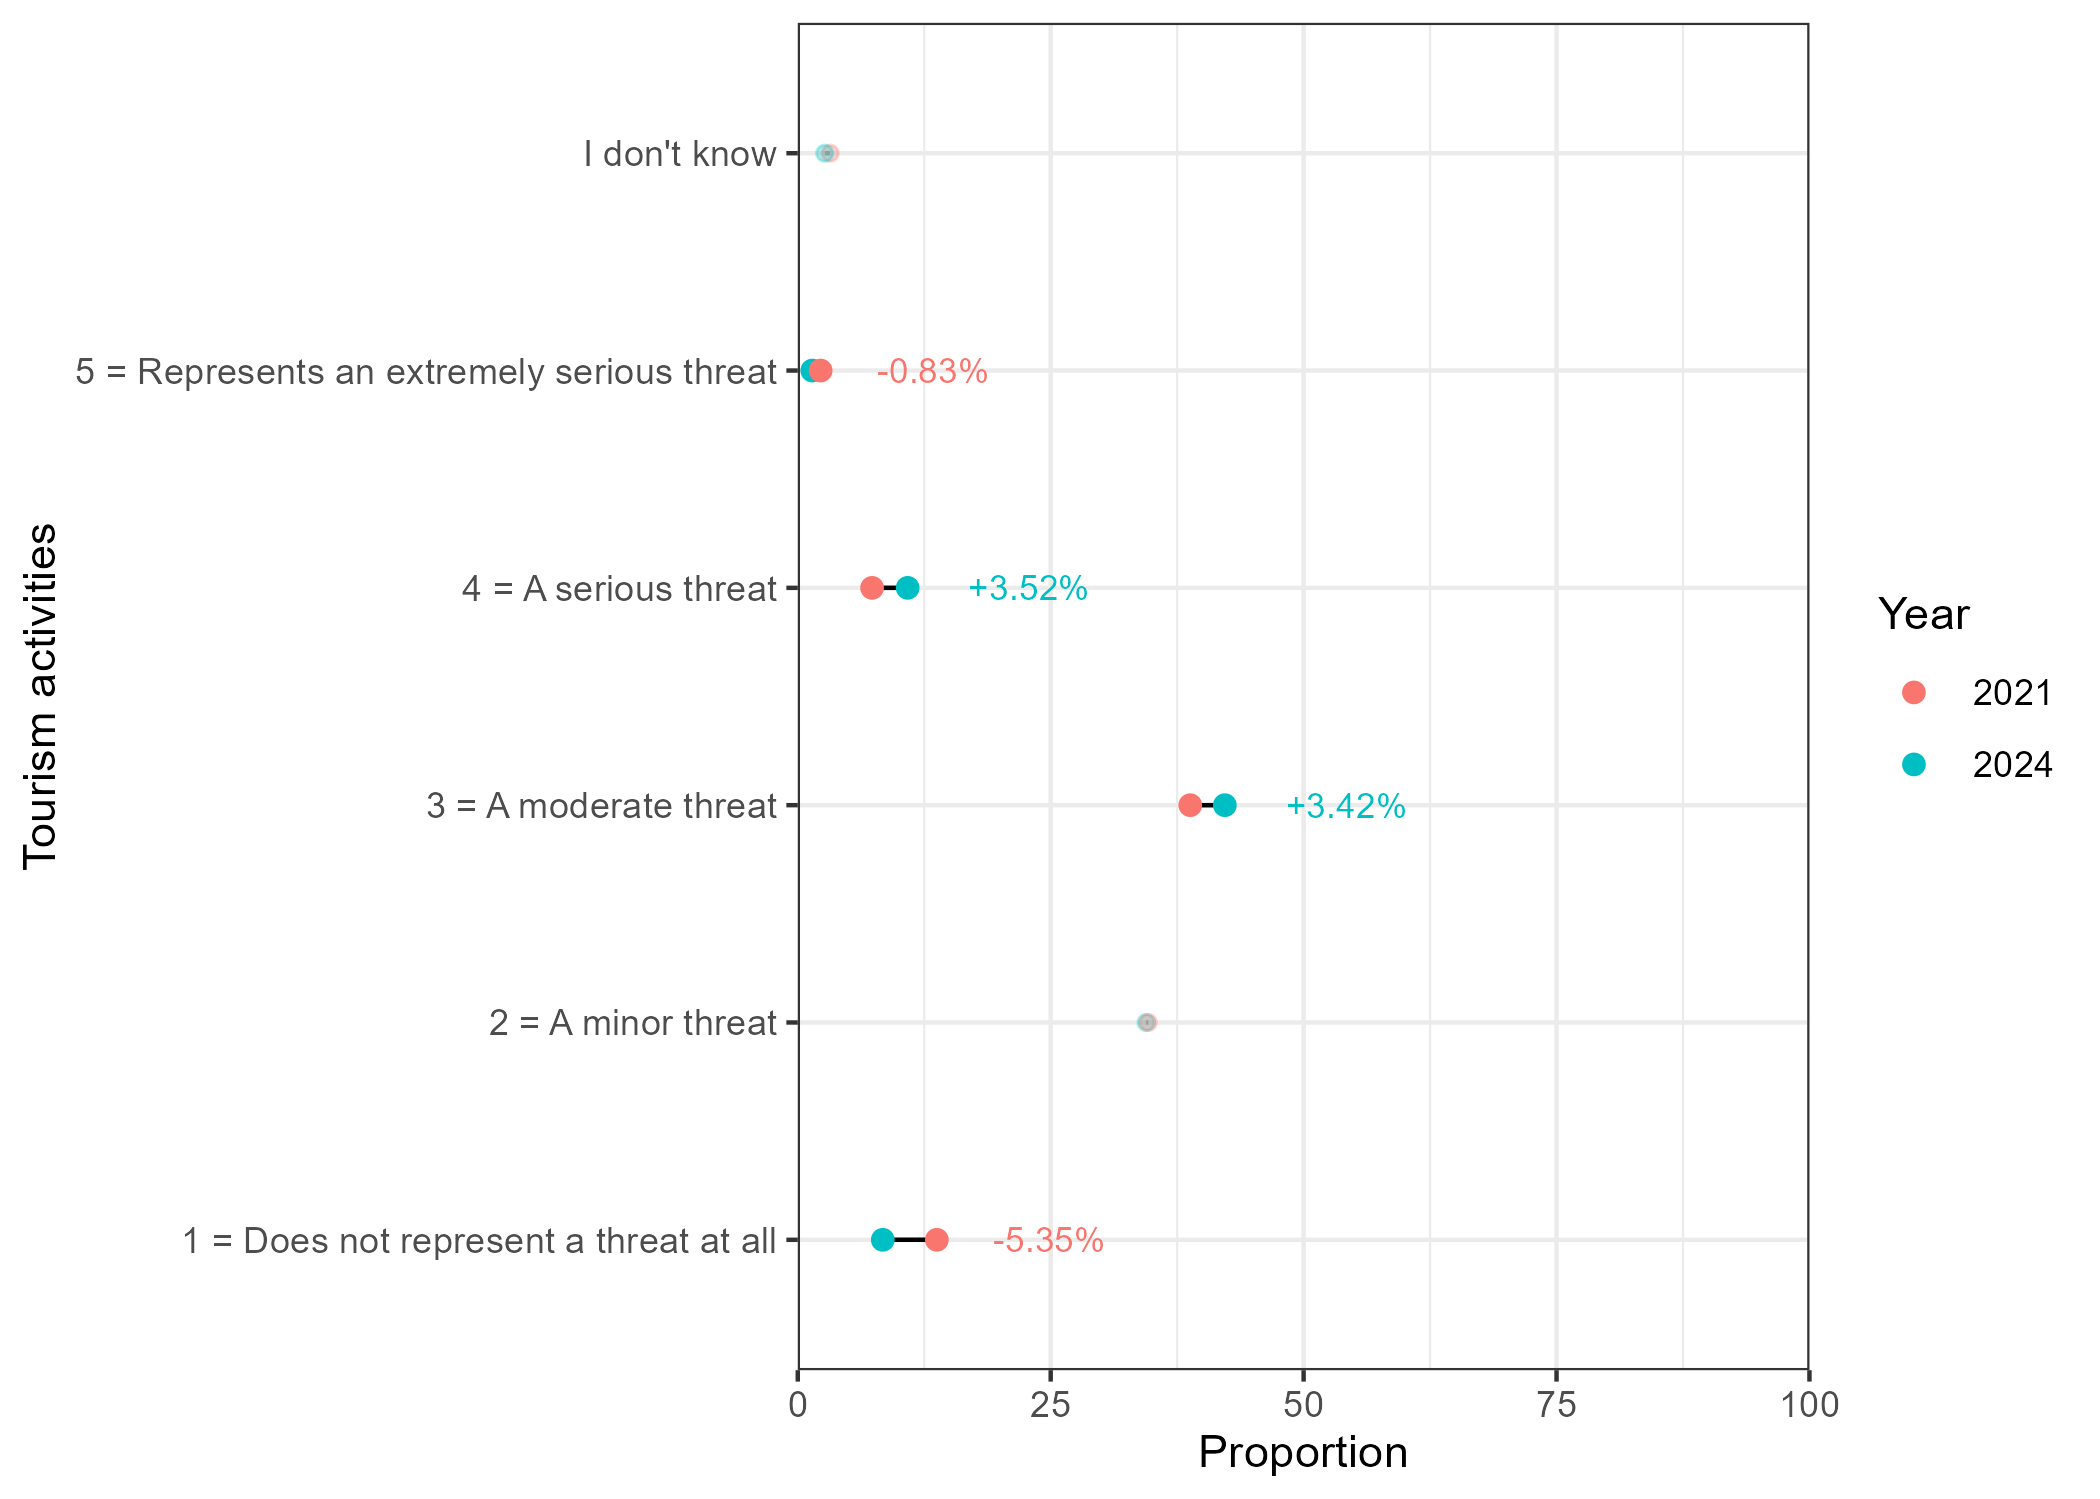 I don't know
5 = Represents an extremely serious threat
-0.83%
4 = A serious threat
+3.52%
3 = A moderate threat
+3.42%
2 = A minor threat
1 = Does not represent a threat at all
-5.35%
Tourism activities
0 25 50 75 100
Proportion
Year
2021
2024